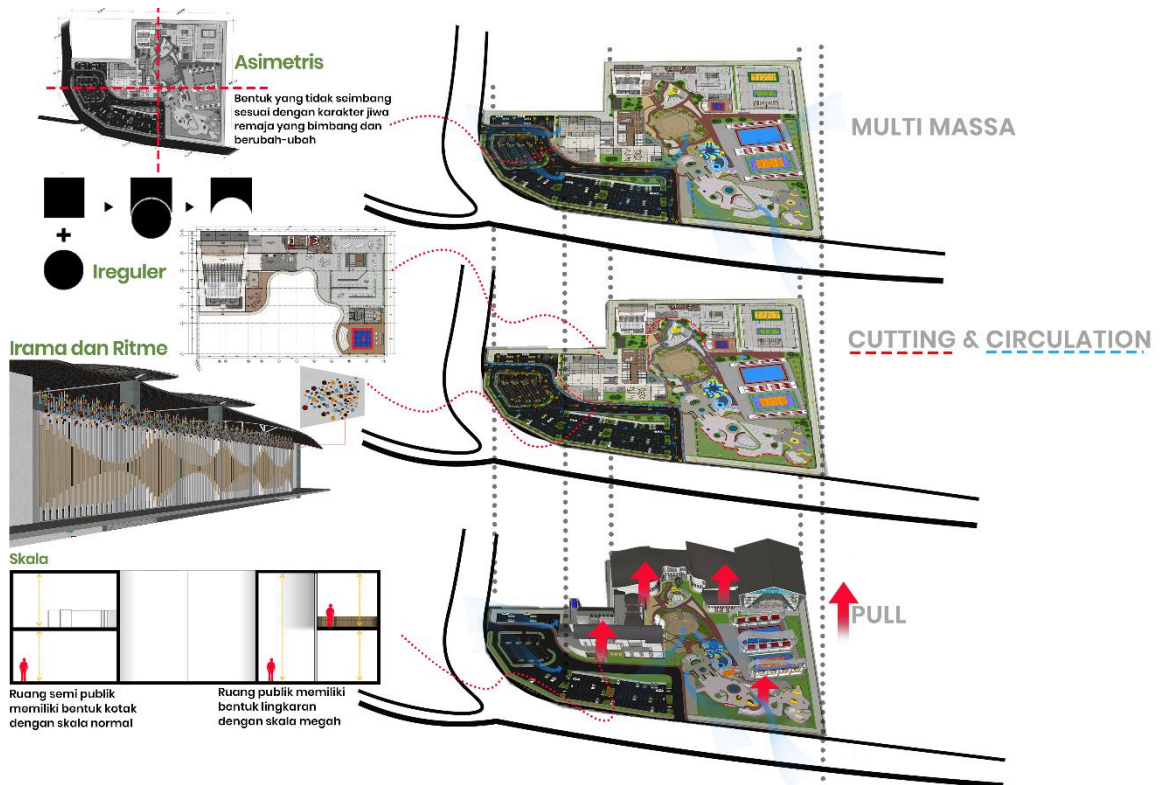 Asimetris
Bentuk yang tidak seimbang
sesuai dengan karakter jiwa
remaja yang bimbang dan
berubah-ubah
MULTI MASSA
+
Ireguler
CUTTING & CIRCULATION
Irama dan Ritme
Skala
PULL
Ruang semi publik
memiliki bentuk kotak
dengan skala normal
Ruang publik memiliki
bentuk lingkaran
dengan skala megah